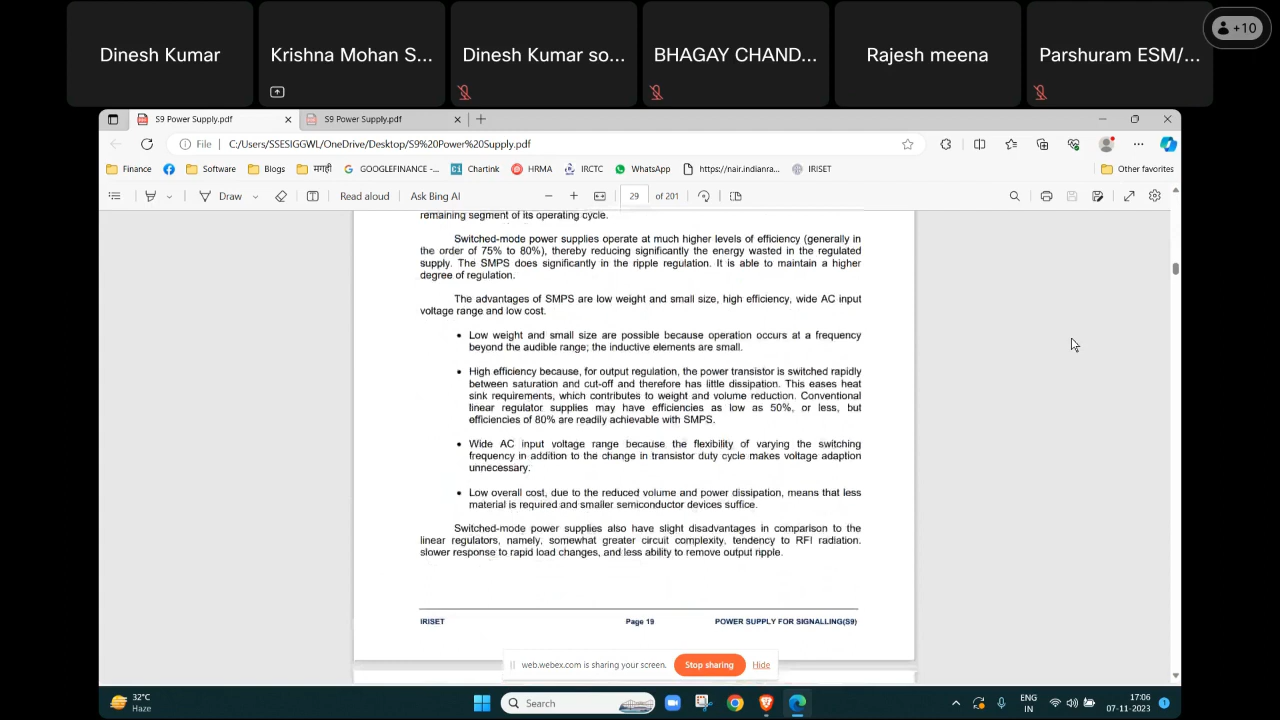 Dinesh Kumar
Krishna Mohan S...
Dinesh Kumar so...
BHAGAY CHAND...
Rajesh meena
Parshuram ESM/...
+10
S9 Power Supply.pdf
S9 Power Supply.pdf
File
C:/Users/SSESIGGWL/OneDrive/Desktop/S9%20Power%20Supply.pdf
Finance
Software
Blogs
मराठी
GOOGLEFINANCE -...
Chartink
HRMA
IRCTC
WhatsApp
https://nair.indianra...
IRISET
Other favorites
Draw
Read aloud
Ask Bing AI
29 of 201
remaining segment of its operating cycle.
Switched-mode power supplies operate at much higher levels of efficiency (generally in
the order of 75% to 80%), thereby reducing significantly the energy wasted in the regulated
supply. The SMPS does significantly in the ripple regulation. It is able to maintain a higher
degree of regulation.
The advantages of SMPS are low weight and small size, high efficiency, wide AC input
voltage range and low cost.
• Low weight and small size are possible because operation occurs at a frequency
beyond the audible range; the inductive elements are small.
• High efficiency because, for output regulation, the power transistor is switched rapidly
between saturation and cut-off and therefore has little dissipation. This eases heat
sink requirements, which contributes to weight and volume reduction. Conventional
linear regulator supplies may have efficiencies as low as 50%, or less, but
efficiencies of 80% are readily achievable with SMPS.
• Wide AC input voltage range because the flexibility of varying the switching
frequency in addition to the change in transistor duty cycle makes voltage adaption
unnecessary.
• Low overall cost, due to the reduced volume and power dissipation, means that less
material is required and smaller semiconductor devices suffice.
Switched-mode power supplies also have slight disadvantages in comparison to the
linear regulators, namely, somewhat greater circuit complexity, tendency to RFI radiation.
slower response to rapid load changes, and less ability to remove output ripple.
IRISET
Page 19
POWER SUPPLY FOR SIGNALLING(S9)
web.webex.com is sharing your screen.
Stop sharing
Hide
32°C
Haze
Search
ENG
IN
17:06
07-11-2023